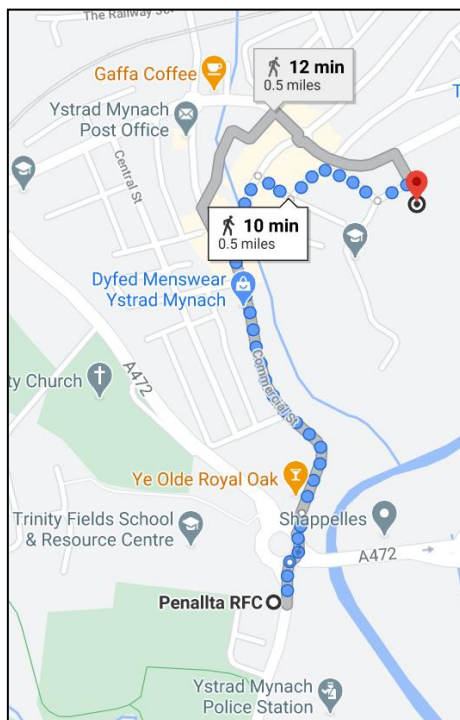 The Railway S
Gaffa Coffee
12 min
0.5 miles
Ystrad Mynach
Post Office
T
Central St
10 min
0.5 miles
Dyfed Menswear
Ystrad Mynach
Commercial St
ty Church
A472
Ye Olde Royal Oak
Trinity Fields School
& Resource Centre
Shappelles
A472
Penallta RFC
Ystrad Mynach
Police Station